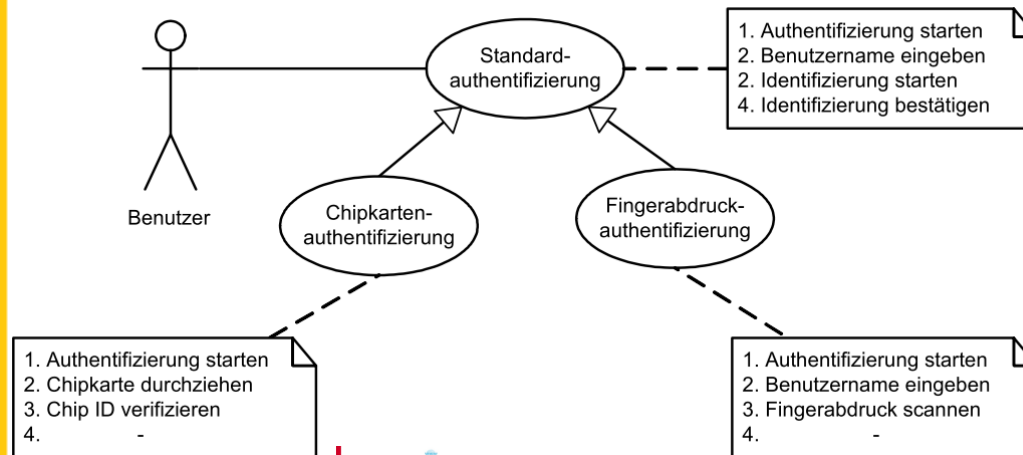 Standard-
authentifizierung
1. Authentifizierung starten
2. Benutzername eingeben
2. Identifizierung starten
4. Identifizierung bestätigen
Benutzer
Chipkarten-
authentifizierung
Fingerabdruck-
authentifizierung
1. Authentifizierung starten
2. Chipkarte durchziehen
3. Chip ID verifizieren
4. -
1. Authentifizierung starten
2. Benutzername eingeben
3. Fingerabdruck scannen
4. -